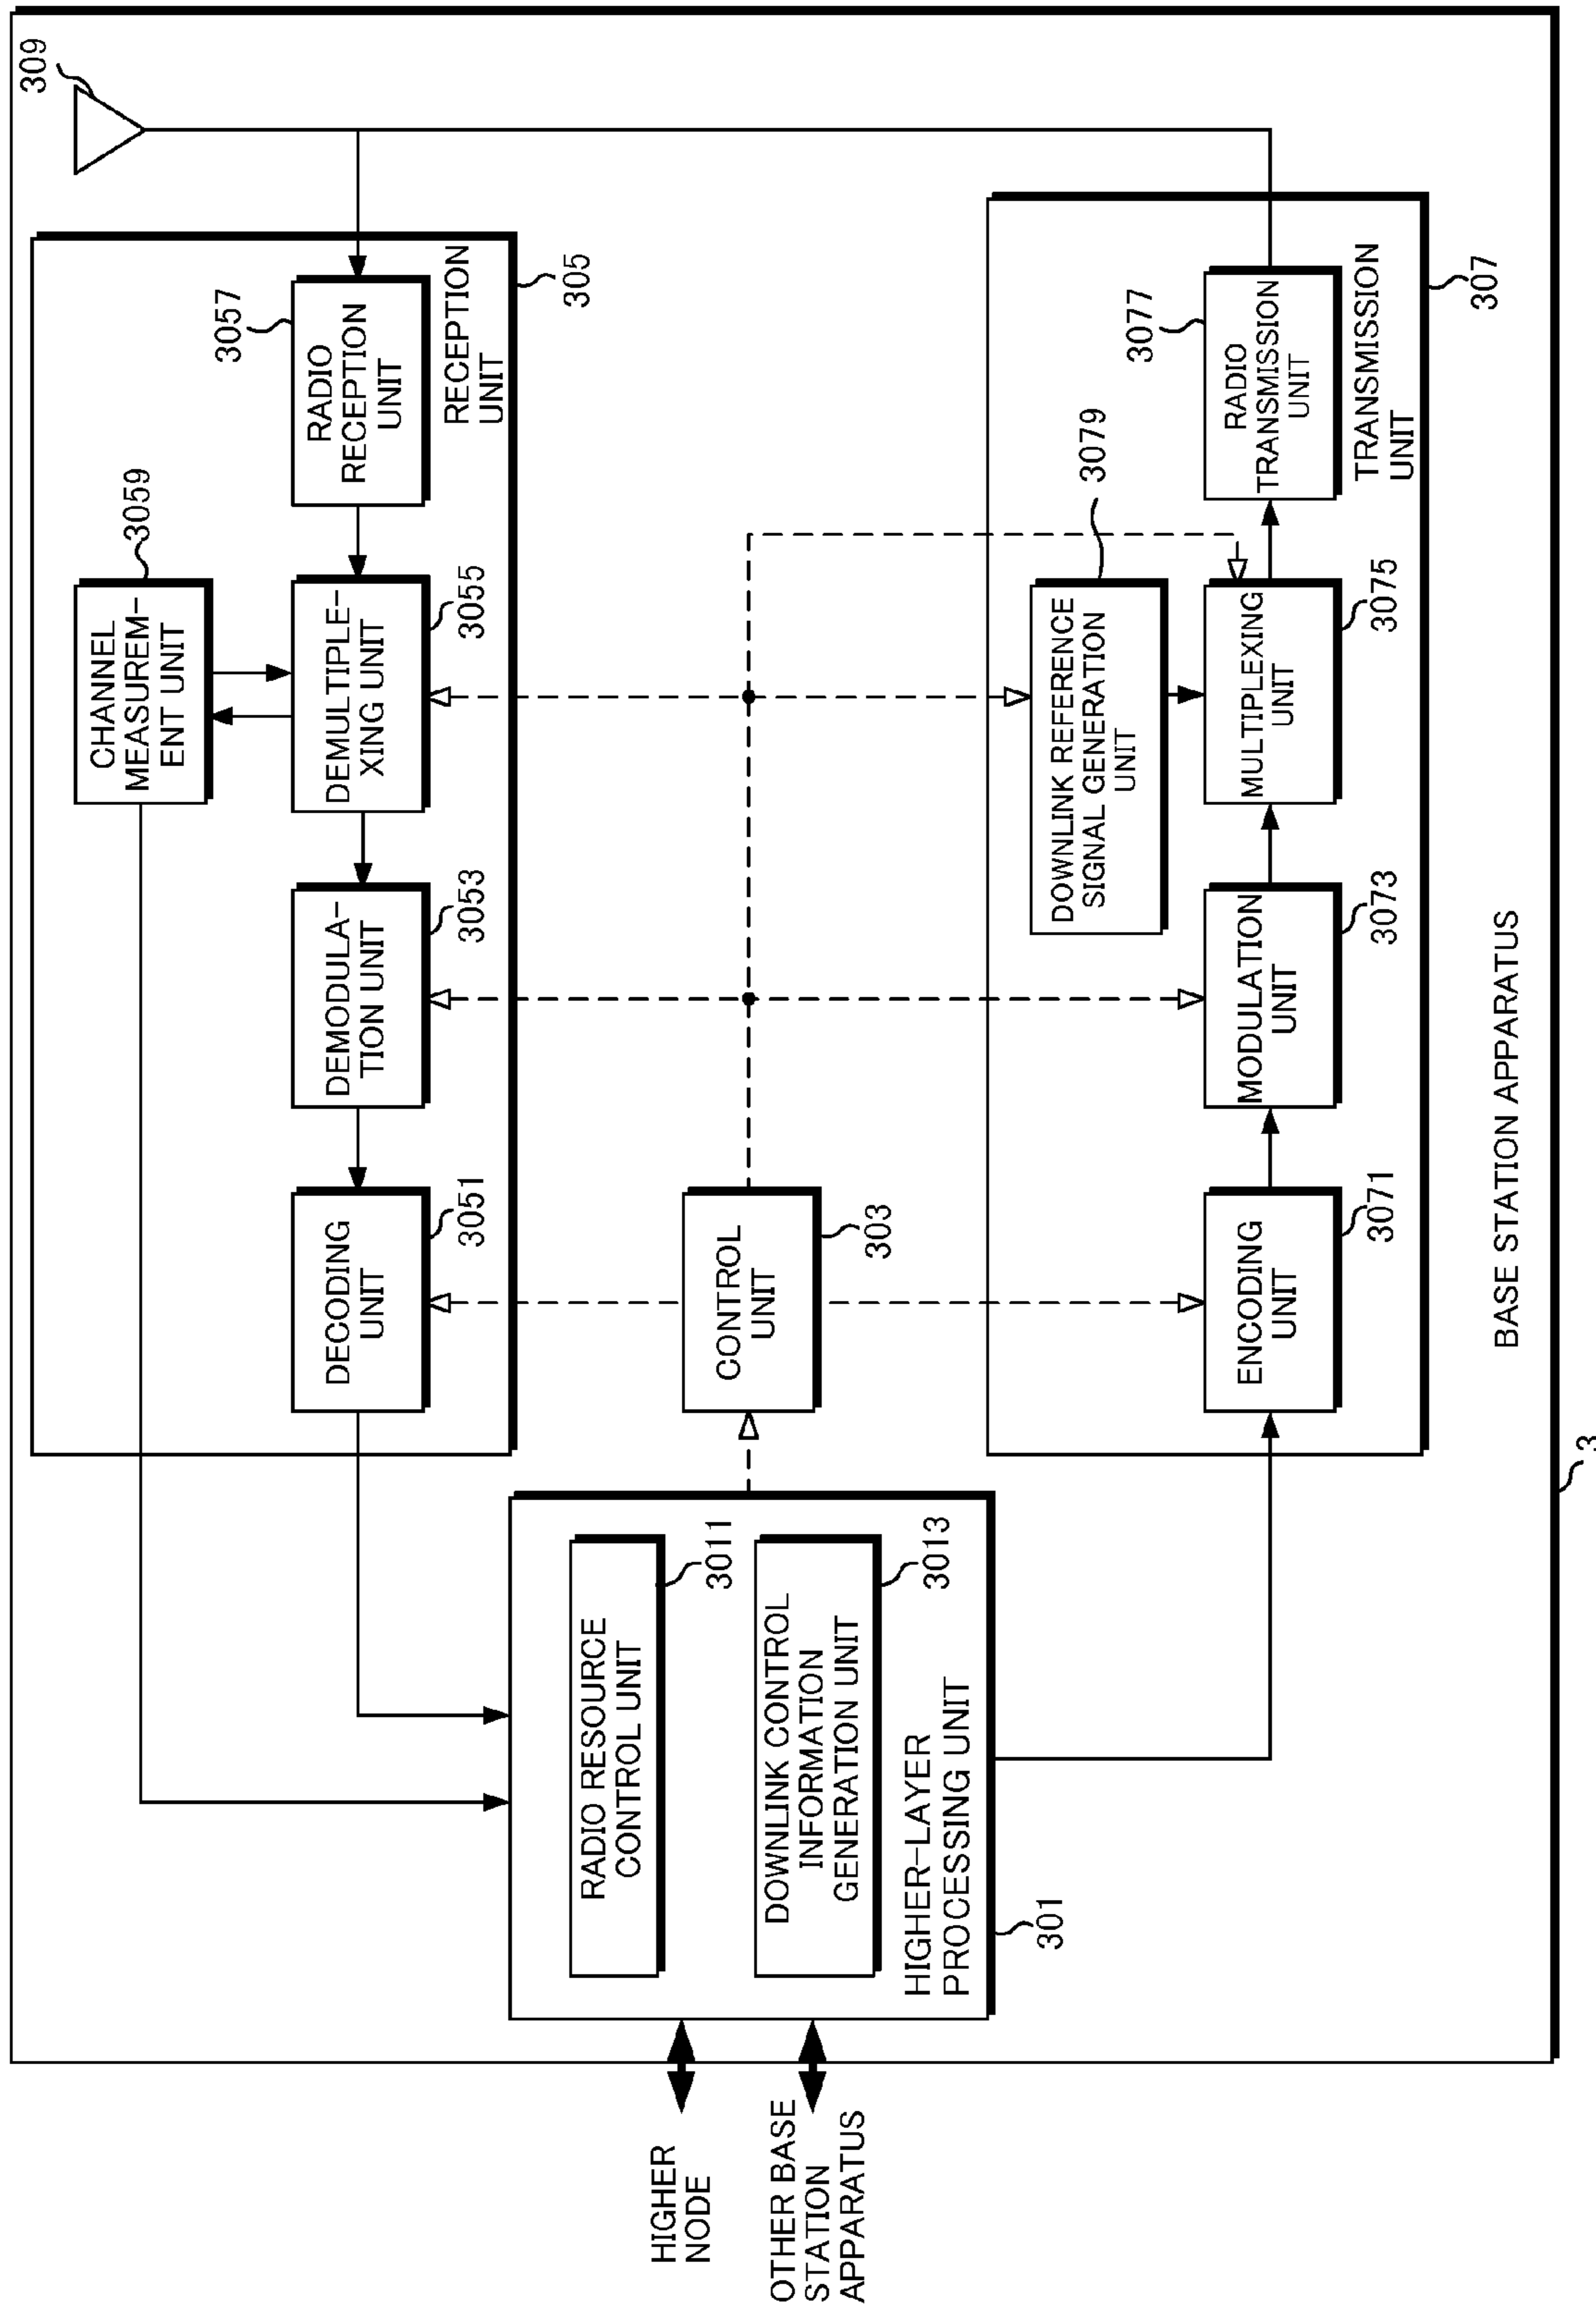 309
CHANNEL
MEASUREM-
ENT UNIT
3059
DECODING
UNIT
3051
DEMODULA-
TION UNIT
3053
DEMULTIPLE-
XING UNIT
3055
RADIO
RECEPTION
UNIT
3057
RECEPTION
UNIT
305
HIGHER
NODE
OTHER BASE
STATION
APPARATUS
RADIO RESOURCE
CONTROL UNIT
3011
DOWNLINK CONTROL
INFORMATION
GENERATION UNIT
3013
HIGHER-LAYER
PROCESSING UNIT
301
CONTROL
UNIT
303
DOWNLINK REFERENCE
SIGNAL GENERATION
UNIT
3079
ENCODING
UNIT
3071
MODULATION
UNIT
3073
MULTIPLEXING
UNIT
3075
RADIO
TRANSMISSION
UNIT
3077
TRANSMISSION
UNIT
307
BASE STATION APPARATUS
3